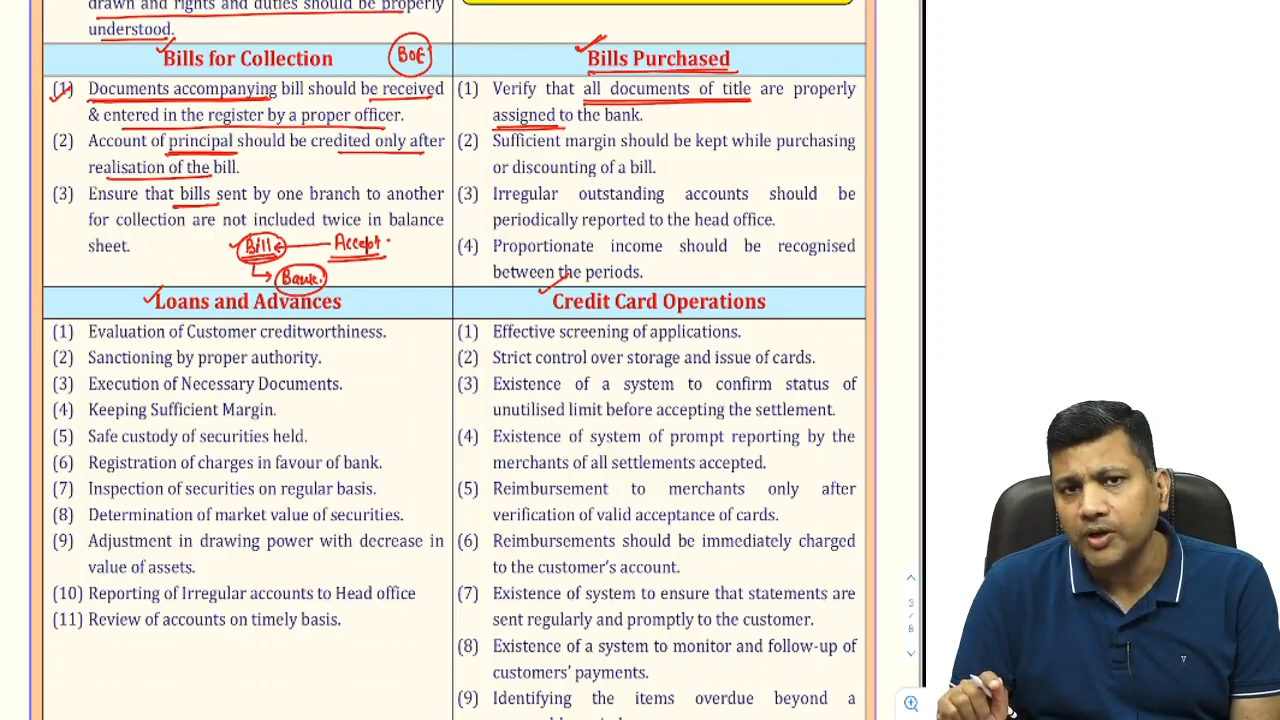 drawn and rights and duties should be properly
understood.
Bills for Collection
BOE
(1) Documents accompanying bill should be received
& entered in the register by a proper officer.
(2) Account of principal should be credited only after
realisation of the bill.
(3) Ensure that bills sent by one branch to another
for collection are not included twice in balance
sheet.
Bill
Accept
Bank
Bills Purchased
(1) Verify that all documents of title are properly
assigned to the bank.
(2) Sufficient margin should be kept while purchasing
or discounting of a bill.
(3) Irregular outstanding accounts should be
periodically reported to the head office.
(4) Proportionate income should be recognised
between the periods.
Loans and Advances
(1) Evaluation of Customer creditworthiness.
(2) Sanctioning by proper authority.
(3) Execution of Necessary Documents.
(4) Keeping Sufficient Margin.
(5) Safe custody of securities held.
(6) Registration of charges in favour of bank.
(7) Inspection of securities on regular basis.
(8) Determination of market value of securities.
(9) Adjustment in drawing power with decrease in
value of assets.
(10) Reporting of Irregular accounts to Head office
(11) Review of accounts on timely basis.
Credit Card Operations
(1) Effective screening of applications.
(2) Strict control over storage and issue of cards.
(3) Existence of a system to confirm status of
unutilised limit before accepting the settlement.
(4) Existence of system of prompt reporting by the
merchants of all settlements accepted.
(5) Reimbursement to merchants only after
verification of valid acceptance of cards.
(6) Reimbursements should be immediately charged
to the customer's account.
(7) Existence of system to ensure that statements are
sent regularly and promptly to the customer.
(8) Existence of a system to monitor and follow-up of
customers' payments.
(9) Identifying the items overdue beyond a